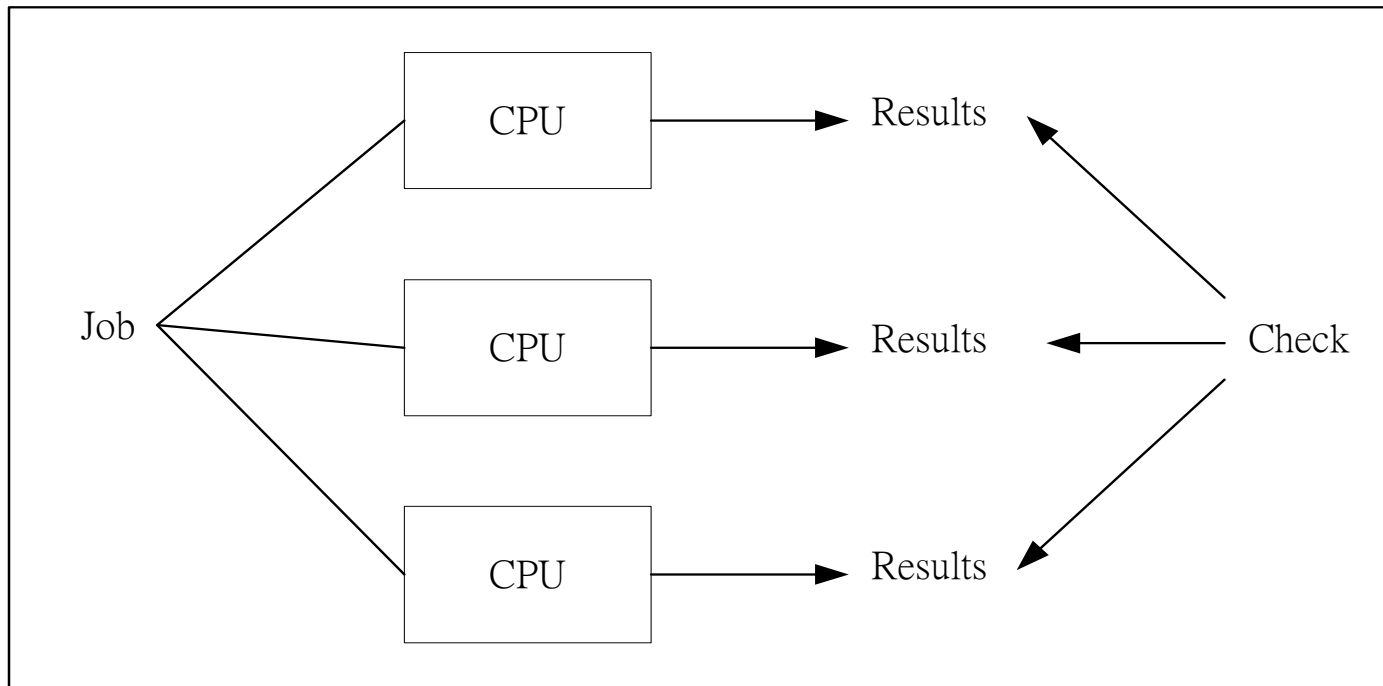 CPU
Results
Job
CPU
Results
Check
CPU
Results